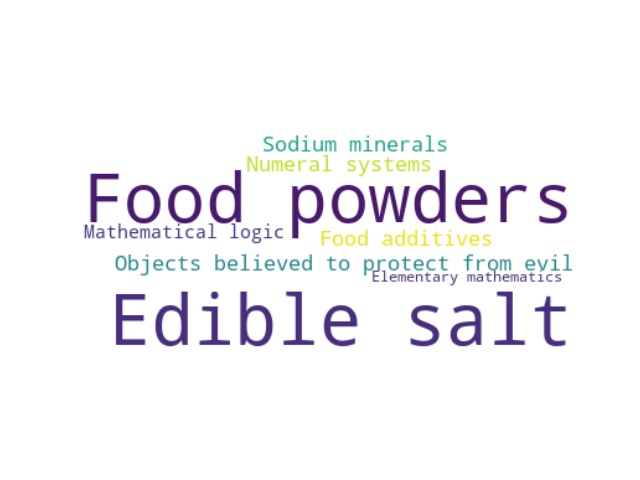 Sodium minerals
Numeral systems
Food powders
Mathematical logic
Food additives
Objects believed to protect from evil
Elementary mathematics
Edible salt